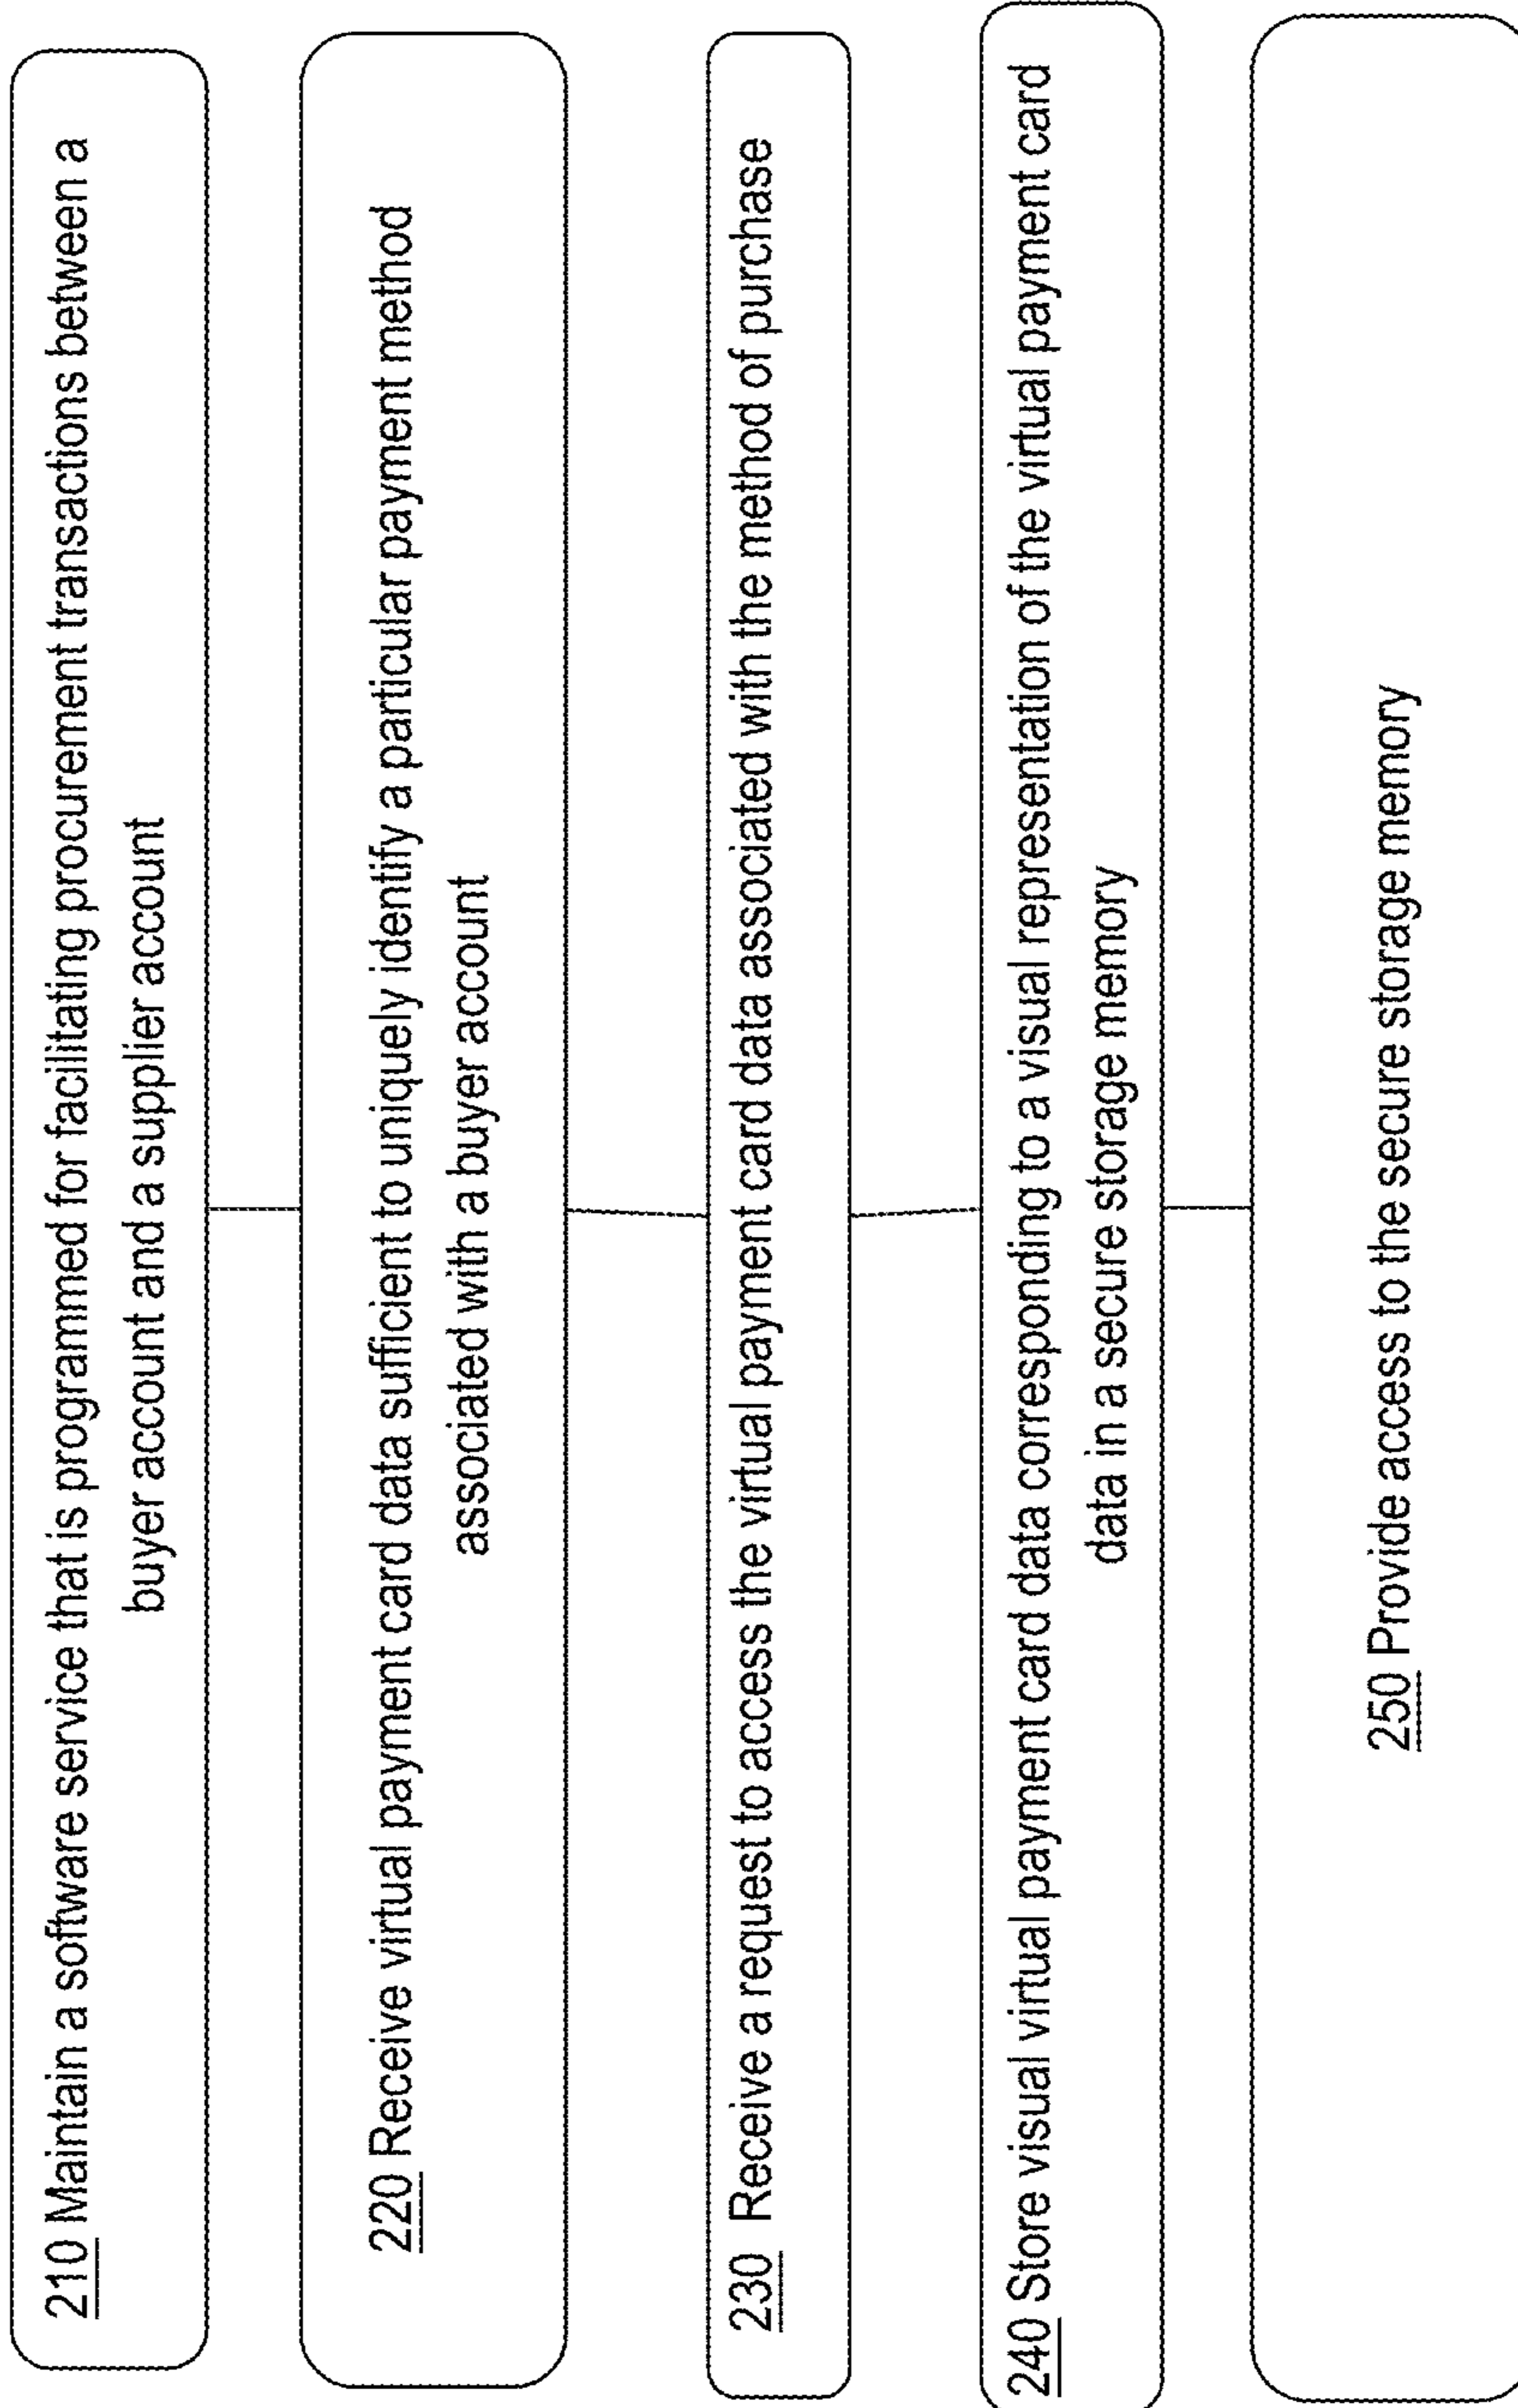 210 Maintain a software service that is programmed for facilitating procurement transactions between a
buyer account and a supplier account
220 Receive virtual payment card data sufficient to uniquely identify a particular payment method
associated with a buyer account
230 Receive a request to access the virtual payment card data associated with the method of purchase
240 Store visual virtual payment card data corresponding to a visual representation of the virtual payment card
data in a secure storage memory
250 Provide access to the secure storage memory